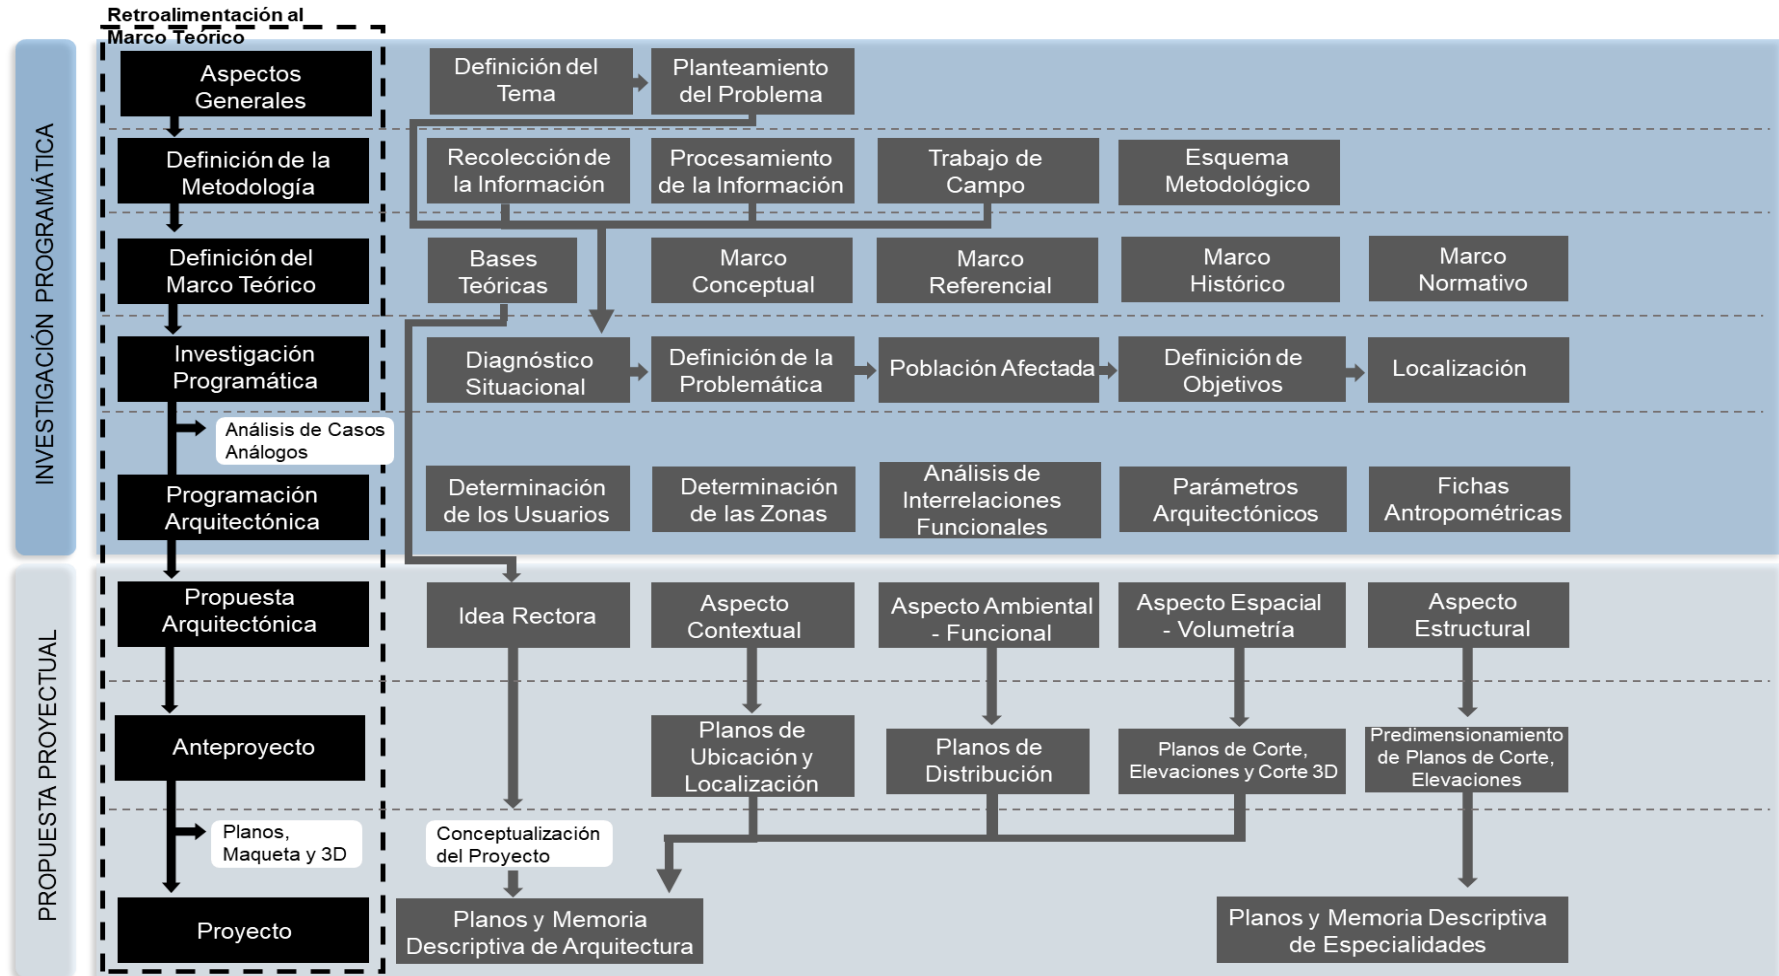 Retroalimentación al
Marco Teórico
INVESTIGACIÓN PROGRAMÁTICA
Aspectos
Generales
Definición del
Tema
Planteamiento
del Problema
Definición de la
Metodología
Recolección de
la Información
Procesamiento
de la Información
Trabajo de
Campo
Esquema
Metodológico
Definición del
Marco Teórico
Bases
Teóricas
Marco
Conceptual
Marco
Referencial
Marco
Histórico
Marco
Normativo
Investigación
Programática
Diagnóstico
Situacional
Definición de la
Problemática
Población Afectada
Definición de
Objetivos
Localización
Análisis de Casos
Análogos
Programación
Arquitectónica
Determinación
de los Usuarios
Determinación
de las Zonas
Análisis de
Interrelaciones
Funcionales
Parámetros
Arquitectónicos
Fichas
Antropométricas
PROPUESTA PROYECTUAL
Propuesta
Arquitectónica
Idea Rectora
Aspecto
Contextual
Aspecto Ambiental
- Funcional
Aspecto Espacial
- Volumetría
Aspecto
Estructural
Anteproyecto
Planos de
Ubicación y
Localización
Planos de
Distribución
Planos de Corte,
Elevaciones y Corte 3D
Predimensionamiento
de Planos de Corte,
Elevaciones
Planos,
Maqueta y 3D
Conceptualización
del Proyecto
Proyecto
Planos y Memoria
Descriptiva de Arquitectura
Planos y Memoria Descriptiva
de Especialidades